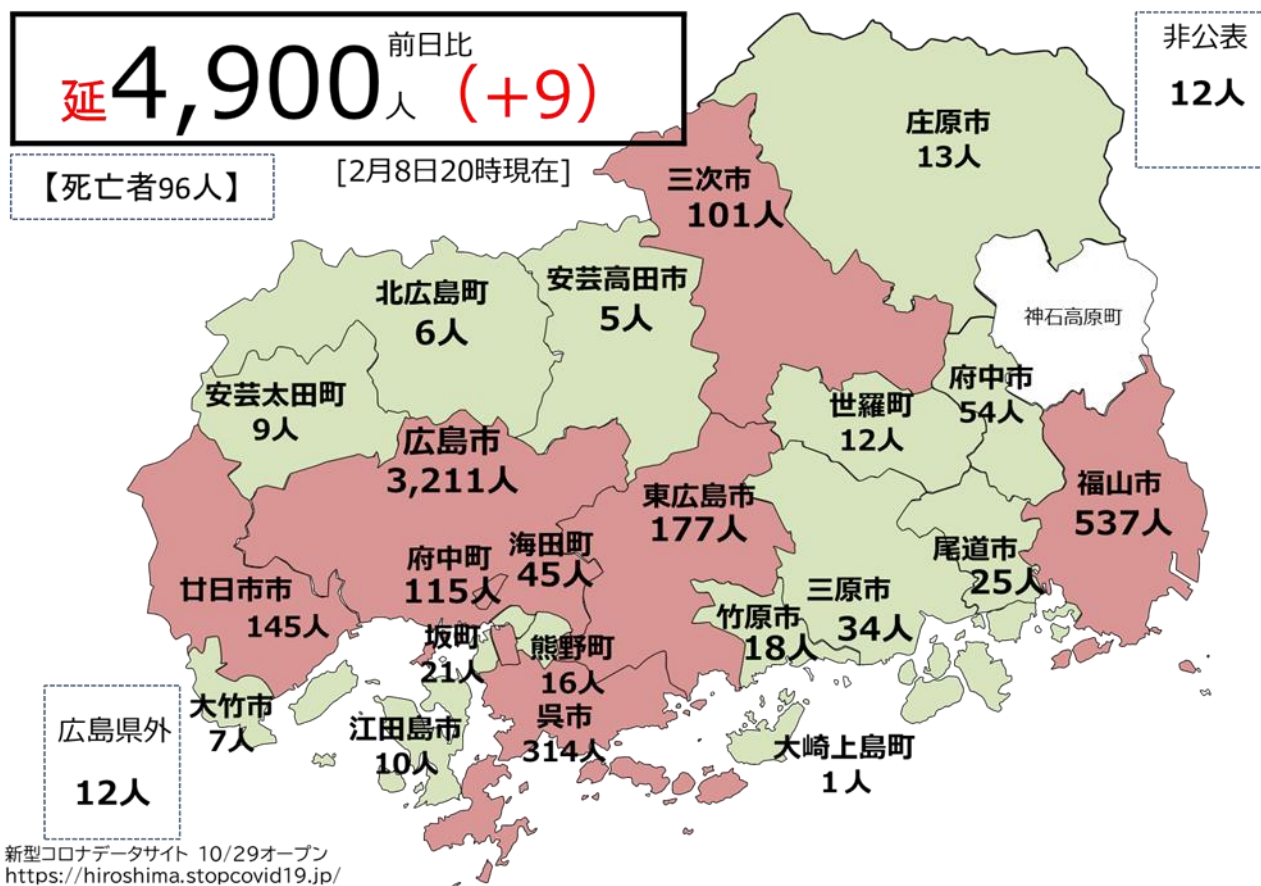 前日比
延4,900人（+9）
【死亡者96人】
[2月8日20時現在]
非公表
12人
庄原市
13人
三次市
101人
北広島町
6人
安芸高田市
5人
神石高原町
安芸太田町
9人
世羅町
12人
府中市
54人
広島市
3,211人
東広島市
177人
福山市
537人
海田町
45人
府中町
115人
尾道市
25人
廿日市市
145人
三原市
34人
竹原市
18人
坂町
21人
熊野町
16人
大竹市
7人
江田島市
10人
呉市
314人
大崎上島町
1人
広島県外
12人
新型コロナデータサイト 10/29オープン
https://hiroshima.stopcovid19.jp/